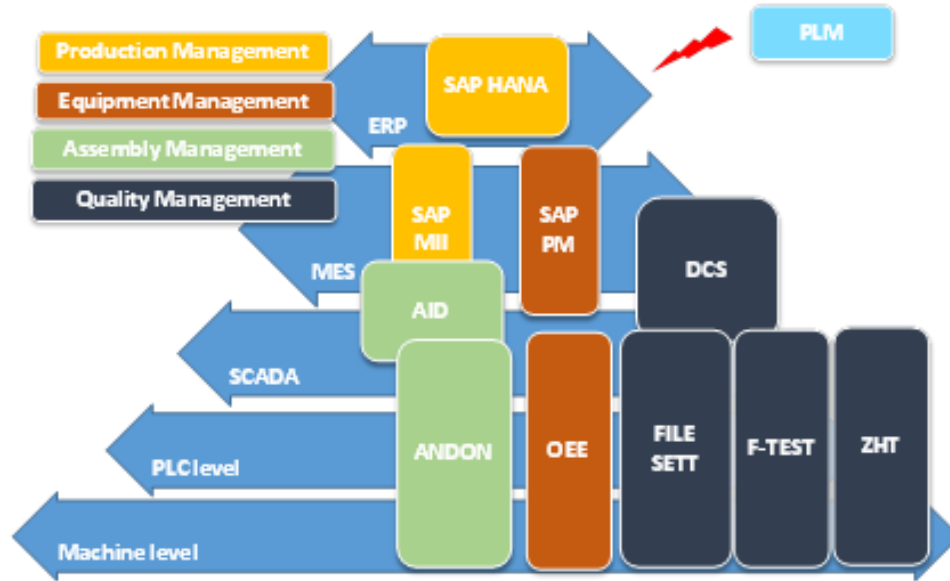 Production Management
Equipment Management
Assembly Management
Quality Management
PLM
SAP HANA
ERP
SAP
MII
SAP
PM
MES
DCS
AID
SCADA
ANDON
OEE
FILE
SETT
F-TEST
ZHT
PLC level
Machine level